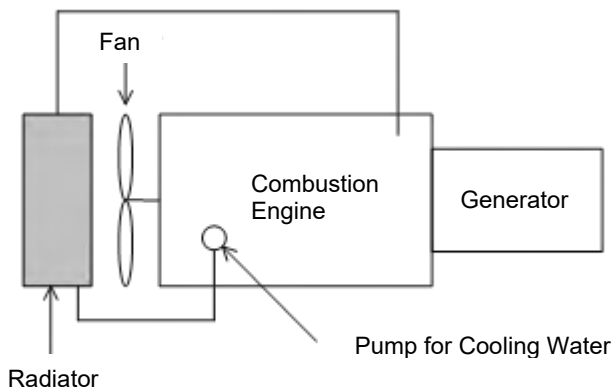 Fan
Combustion
Engine
Generator
Pump for Cooling Water
Radiator